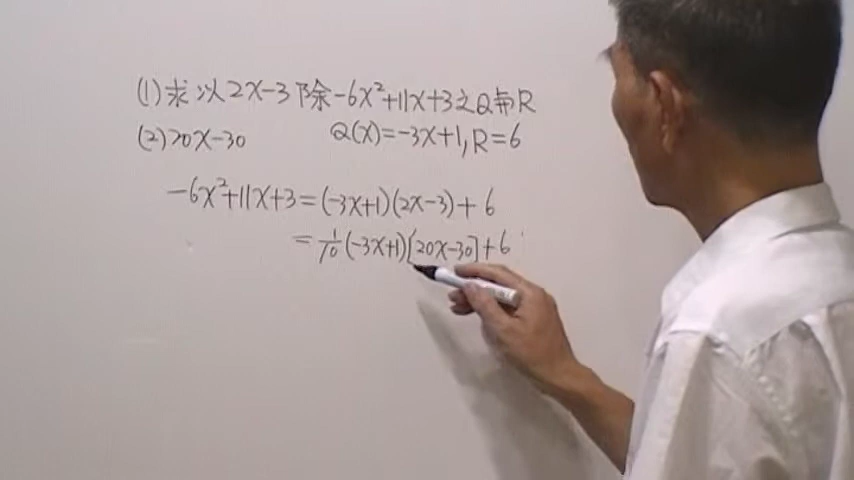 (1)求以2x-3除-6x²+11x+3之Q与R
(2)20x-30 Q(x)=-3x+1,R=6
-6x²+11x+3=(-3x+1)(2x-3)+6
=1/10(-3x+1)[20x-30]+6